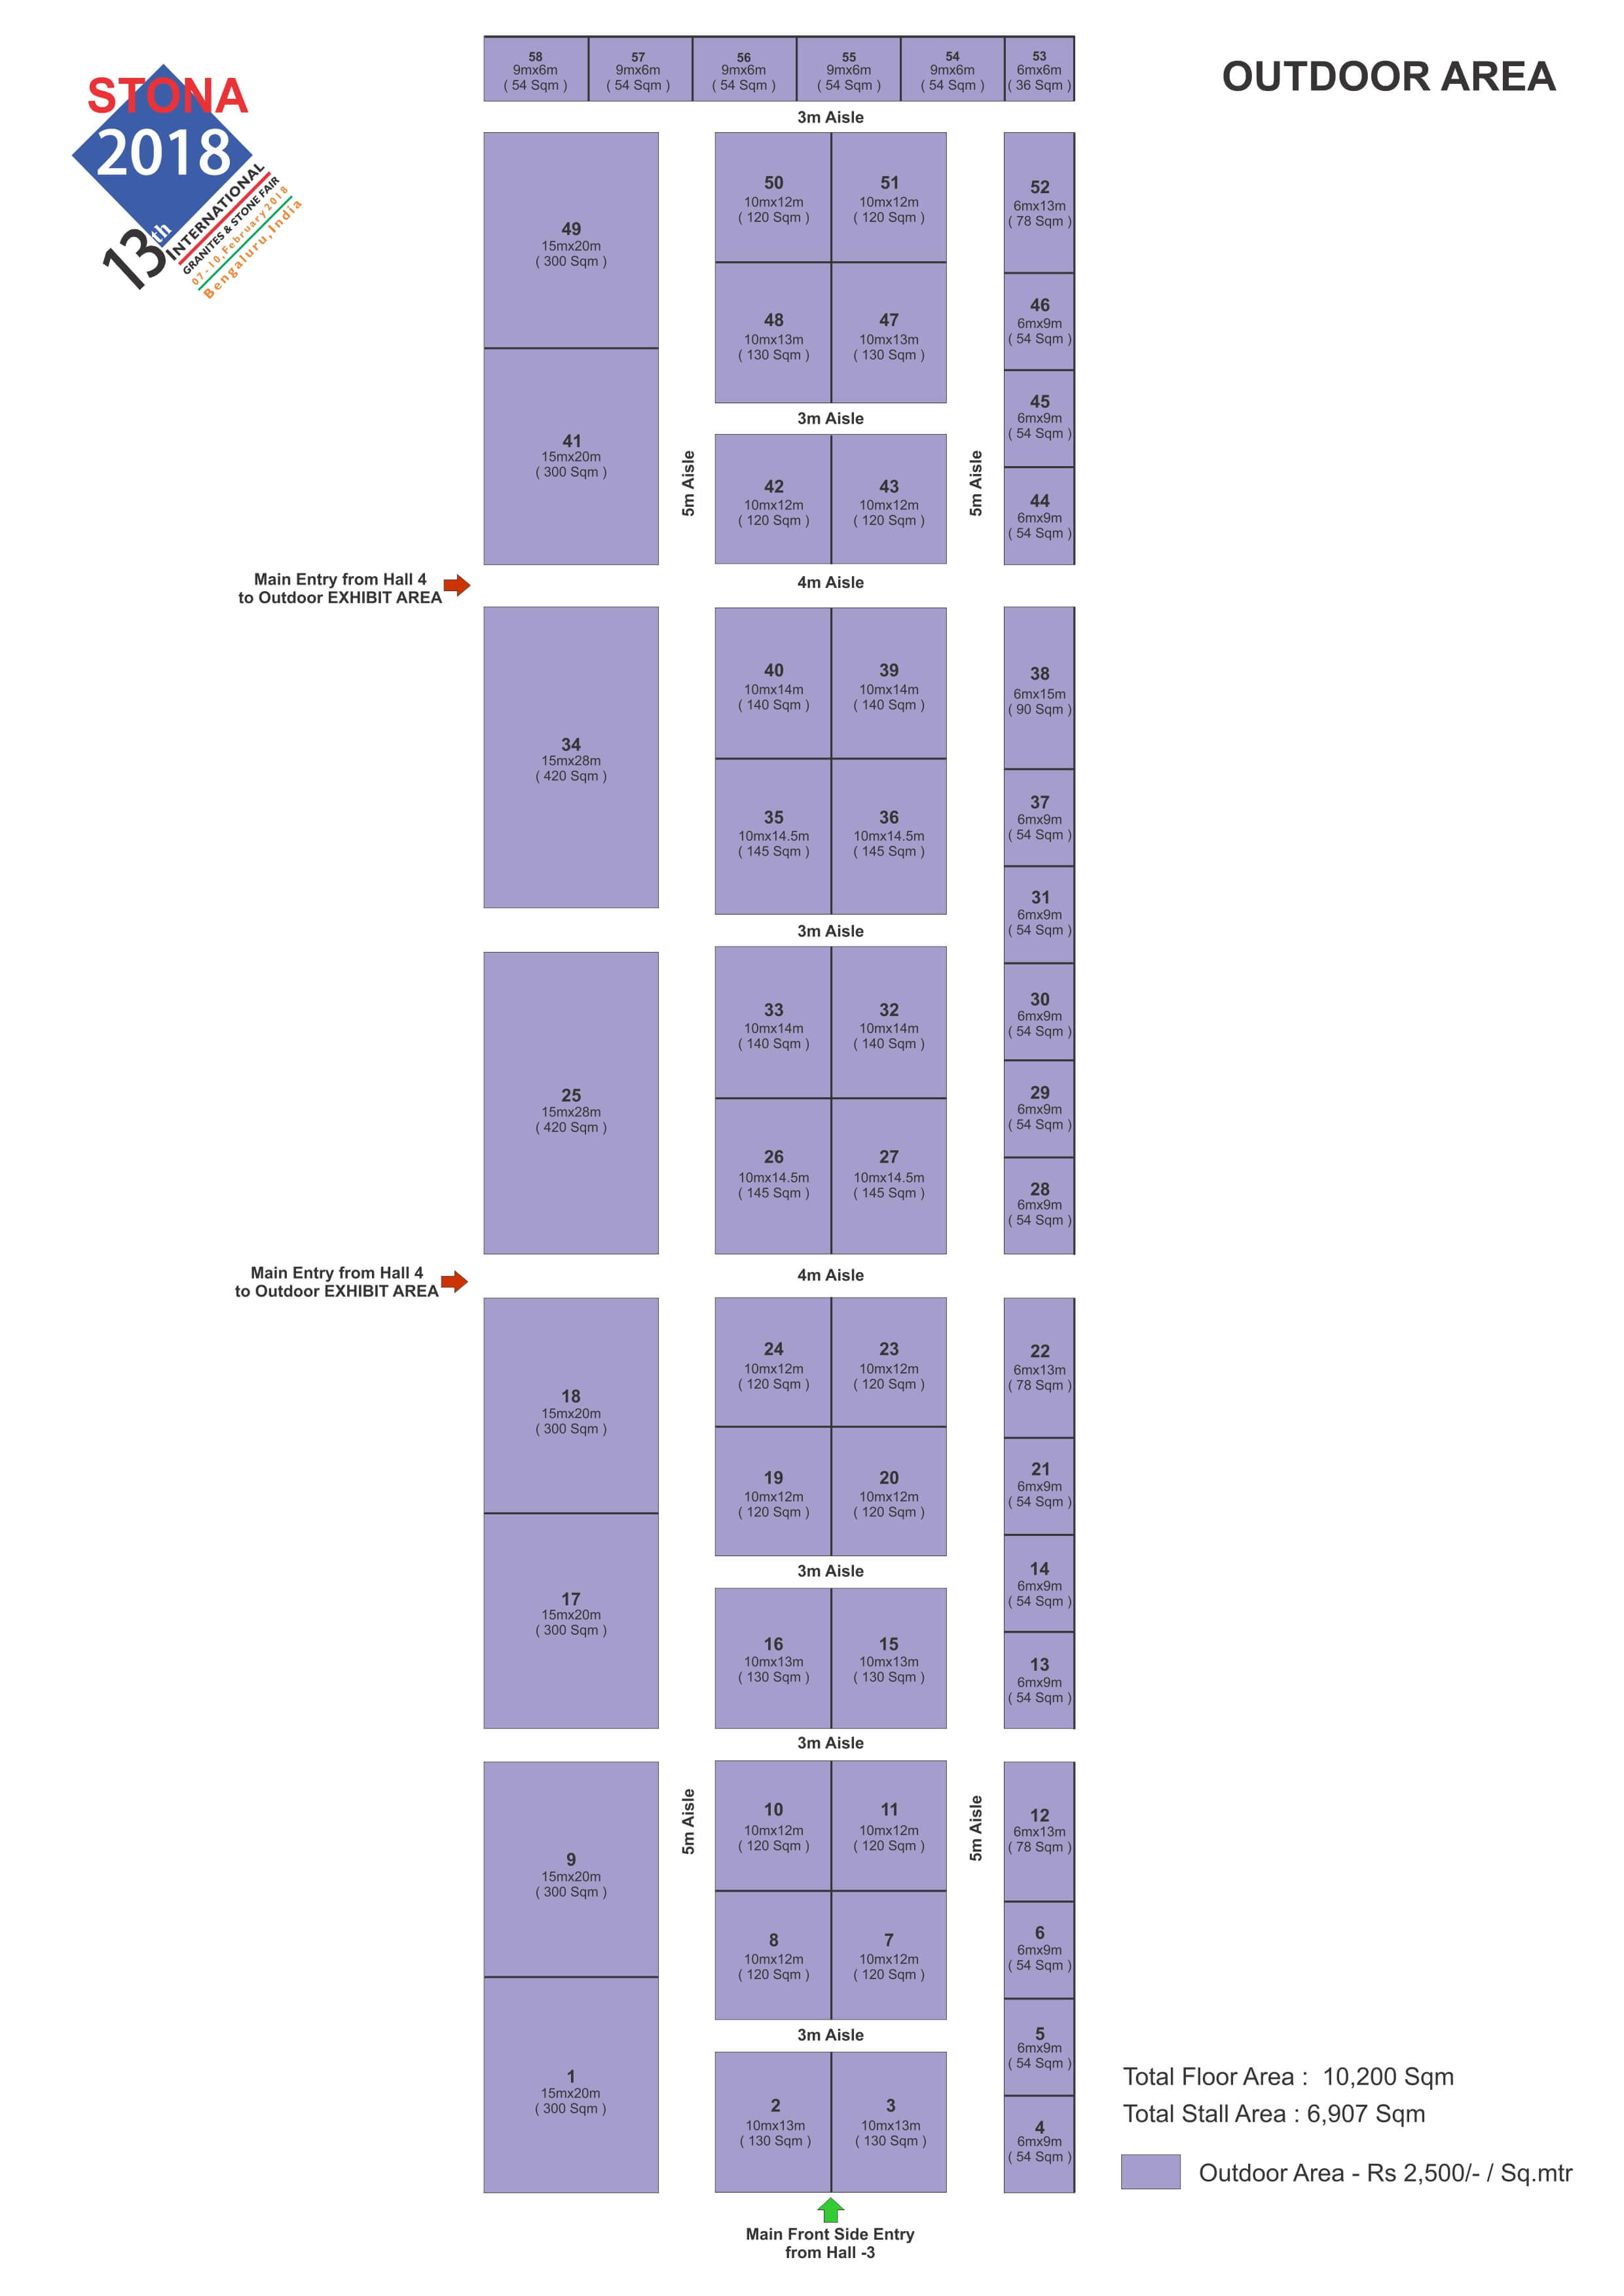 STONA
2018
13th
INTERNATIONAL
GRANITES & STONE FAIR
07-10, February 2018
Bengaluru, India
OUTDOOR AREA
58
9mx6m
( 54 Sqm )
57
9mx6m
( 54 Sqm )
56
9mx6m
( 54 Sqm )
55
9mx6m
( 54 Sqm )
54
9mx6m
( 54 Sqm )
53
6mx6m
( 36 Sqm )
3m Aisle
49
15mx20m
( 300 Sqm )
50
10mx12m
( 120 Sqm )
51
10mx12m
( 120 Sqm )
52
6mx13m
( 78 Sqm )
48
10mx13m
( 130 Sqm )
47
10mx13m
( 130 Sqm )
46
6mx9m
( 54 Sqm )
45
6mx9m
( 54 Sqm )
3m Aisle
41
15mx20m
( 300 Sqm )
5m Aisle
42
10mx12m
( 120 Sqm )
43
10mx12m
( 120 Sqm )
5m Aisle
44
6mx9m
( 54 Sqm )
Main Entry from Hall 4
to Outdoor EXHIBIT AREA
4m Aisle
34
15mx28m
( 420 Sqm )
40
10mx14m
( 140 Sqm )
39
10mx14m
( 140 Sqm )
38
6mx15m
( 90 Sqm )
35
10mx14.5m
( 145 Sqm )
36
10mx14.5m
( 145 Sqm )
37
6mx9m
( 54 Sqm )
31
6mx9m
( 54 Sqm )
3m Aisle
25
15mx28m
( 420 Sqm )
33
10mx14m
( 140 Sqm )
32
10mx14m
( 140 Sqm )
30
6mx9m
( 54 Sqm )
29
6mx9m
( 54 Sqm )
26
10mx14.5m
( 145 Sqm )
27
10mx14.5m
( 145 Sqm )
28
6mx9m
( 54 Sqm )
Main Entry from Hall 4
to Outdoor EXHIBIT AREA
4m Aisle
18
15mx20m
( 300 Sqm )
24
10mx12m
( 120 Sqm )
23
10mx12m
( 120 Sqm )
22
6mx13m
( 78 Sqm )
19
10mx12m
( 120 Sqm )
20
10mx12m
( 120 Sqm )
21
6mx9m
( 54 Sqm )
3m Aisle
14
6mx9m
( 54 Sqm )
17
15mx20m
( 300 Sqm )
16
10mx13m
( 130 Sqm )
15
10mx13m
( 130 Sqm )
13
6mx9m
( 54 Sqm )
3m Aisle
9
15mx20m
( 300 Sqm )
5m Aisle
10
10mx12m
( 120 Sqm )
11
10mx12m
( 120 Sqm )
5m Aisle
12
6mx13m
( 78 Sqm )
8
10mx12m
( 120 Sqm )
7
10mx12m
( 120 Sqm )
6
6mx9m
( 54 Sqm )
3m Aisle
5
6mx9m
( 54 Sqm )
1
15mx20m
( 300 Sqm )
2
10mx13m
( 130 Sqm )
3
10mx13m
( 130 Sqm )
4
6mx9m
( 54 Sqm )
Total Floor Area : 10,200 Sqm
Total Stall Area : 6,907 Sqm
Outdoor Area - Rs 2,500/- / Sq.mtr
Main Front Side Entry
from Hall -3